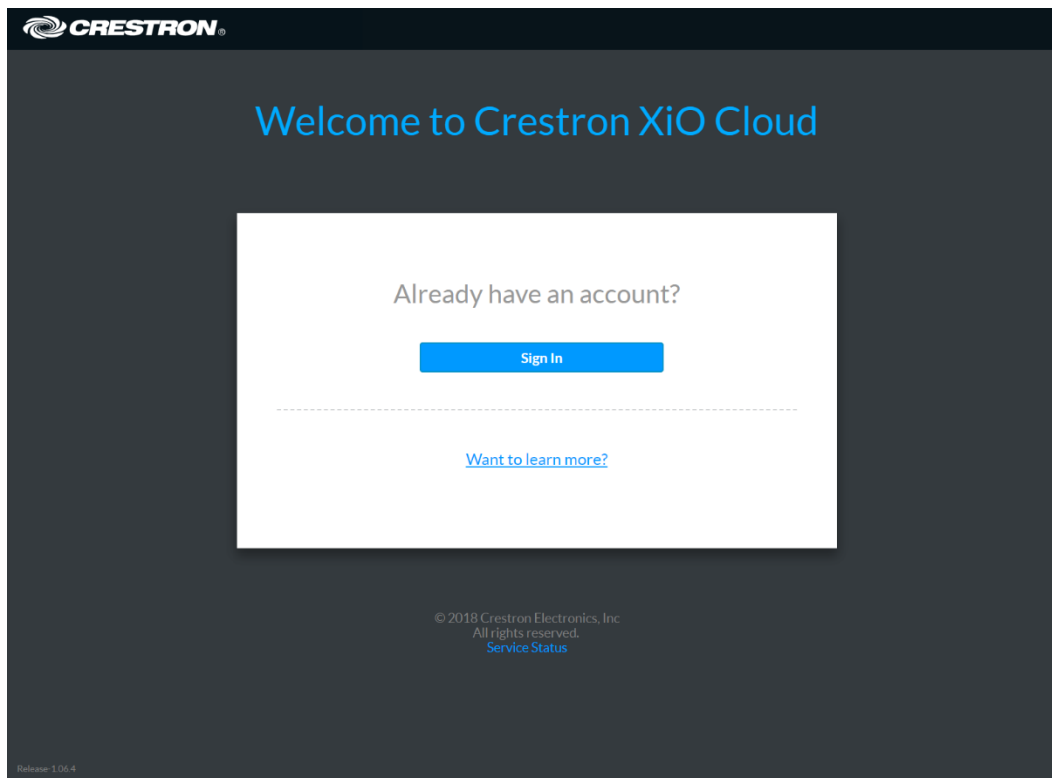 CRESTRON®
Welcome to Crestron XiO Cloud
Already have an account?
Sign In
Want to learn more?
© 2018 Crestron Electronics, Inc
All rights reserved.
Service Status
Release-1.06.4